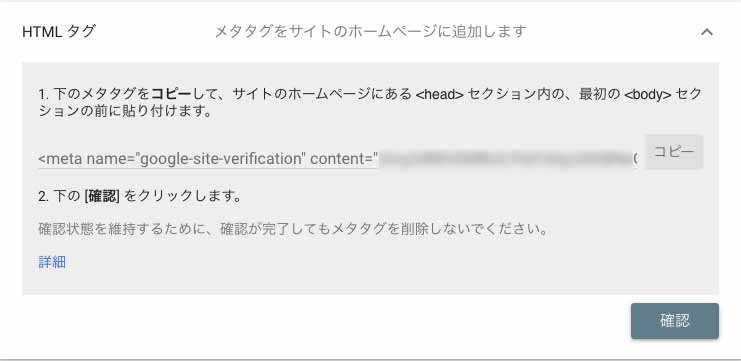 HTML タグ メタタグをサイトのホームページに追加します
1. 下のメタタグをコピーして、サイトのホームページにある <head> セクション内の、最初の <body> セク
ションの前に貼り付けます。
<meta name="google-site-verification" content="
コピー
2. 下の [確認] をクリックします。
確認状態を維持するために、確認が完了してもメタタグを削除しないでください。
詳細
確認